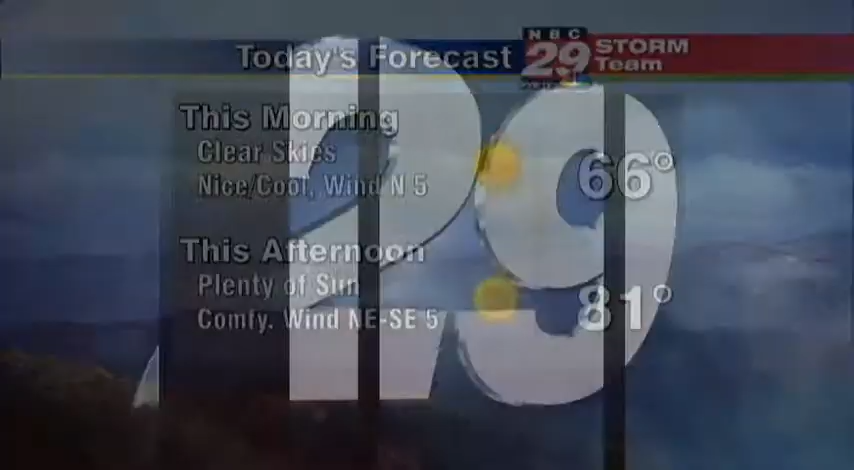 Today's Forecast
NBC
29
STORM
Team
This Morning
Clear Skies
Nice/Cool, Wind N 5
66°
This Afternoon
Plenty of Sun
Comfy. Wind NE-SE 5
81°
29